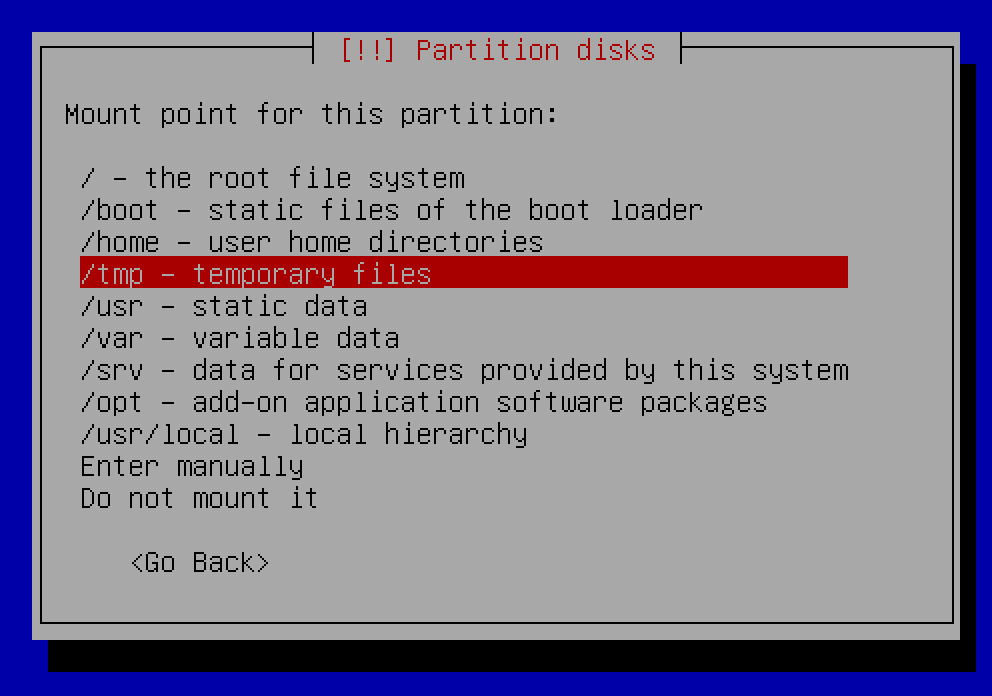 [!!] Partition disks
Mount point for this partition:
/ - the root file system
/boot - static files of the boot loader
/home - user home directories
/tmp - temporary files
/usr - static data
/var - variable data
/srv - data for services provided by this system
/opt - add-on application software packages
/usr/local - local hierarchy
Enter manually
Do not mount it
<Go Back>